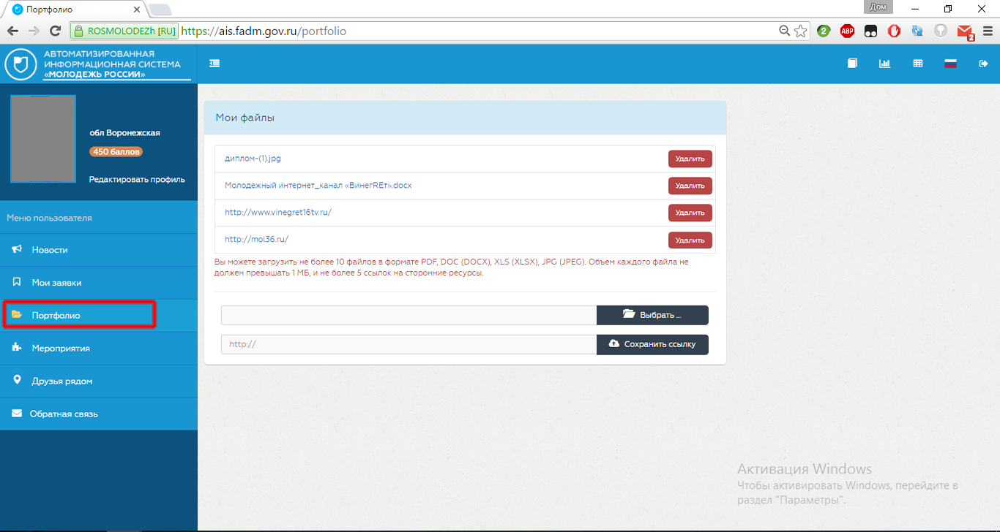 Портфолио
Дом
ROSMOLODEZh [RU] https://ais.fadm.gov.ru/portfolio
2
ABP
2
АВТОМАТИЗИРОВАННАЯ
ИНФОРМАЦИОННАЯ СИСТЕМА
«МОЛОДЕЖЬ РОССИИ»
обл Воронежская
450 баллов
Редактировать профиль
Меню пользователя
Новости
Мои заявки
Портфолио
Мероприятия
Друзья рядом
Обратная связь
Мои файлы
диплом-(1).jpg Удалить
Молодежный интернет_канал «ВинегREт».docx Удалить
http://www.vinegret16tv.ru/ Удалить
http://mol36.ru/ Удалить
Вы можете загрузить не более 10 файлов в формате PDF, DOC (DOCX), XLS (XLSX), JPG (JPEG). Объем каждого файла не
должен превышать 1 МБ, и не более 5 ссылок на сторонние ресурсы.
Выбрать ...
http:// Сохранить ссылку
Активация Windows
Чтобы активировать Windows, перейдите в
раздел "Параметры".